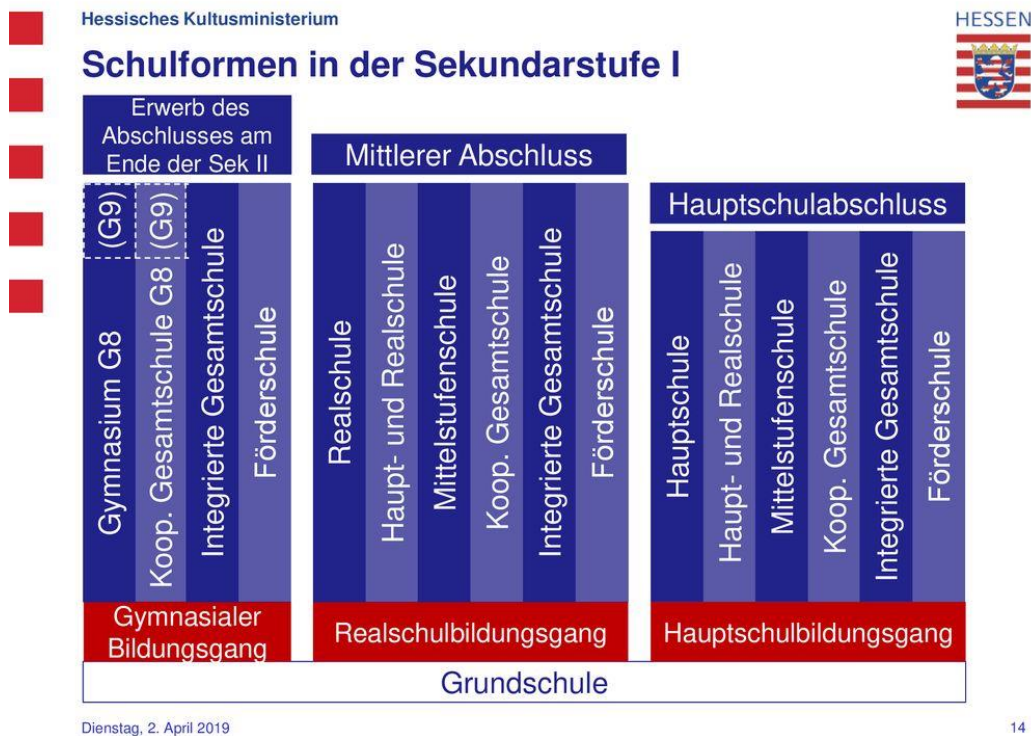 Hessisches Kultusministerium
HESSEN
Schulformen in der Sekundarstufe I
Erwerb des
Abschlusses am
Ende der Sek II
Mittlerer Abschluss
Hauptschulabschluss
Gymnasium G8 (G9)
Koop. Gesamtschule G8 (G9)
Integrierte Gesamtschule
Förderschule
Realschule
Haupt- und Realschule
Mittelstufenschule
Koop. Gesamtschule
Integrierte Gesamtschule
Förderschule
Hauptschule
Haupt- und Realschule
Mittelstufenschule
Koop. Gesamtschule
Integrierte Gesamtschule
Förderschule
Gymnasialer
Bildungsgang
Realschulbildungsgang
Hauptschulbildungsgang
Grundschule
Dienstag, 2. April 2019
14